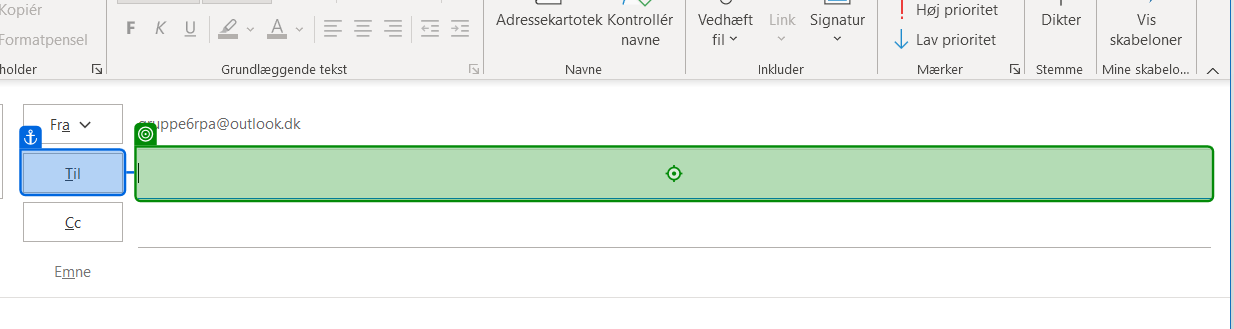 Kopiér
Formatpensel
holder
F K U A
Grundlæggende tekst
Adressekartotek Kontrollér
navne
Navne
Vedhæft
fil
Link
Signatur
Inkluder
Høj prioritet
Lav prioritet
Mærker
Dikter
Stemme
Vis
skabeloner
Mine skabelo...
Fra
gruppe6rpa@outlook.dk
Til
Cc
Emne